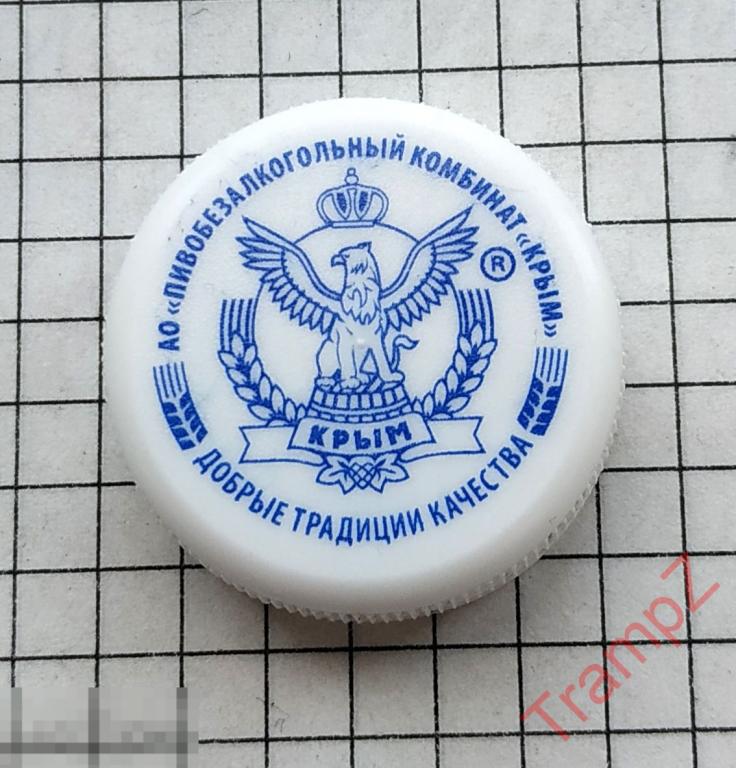 АО «ПИВОБЕЗАЛКОГОЛЬНЫЙ КОМБИНАТ «КРЫМ»
®
КРЫМ
ДОБРЫЕ ТРАДИЦИИ КАЧЕСТВА
TrampZ